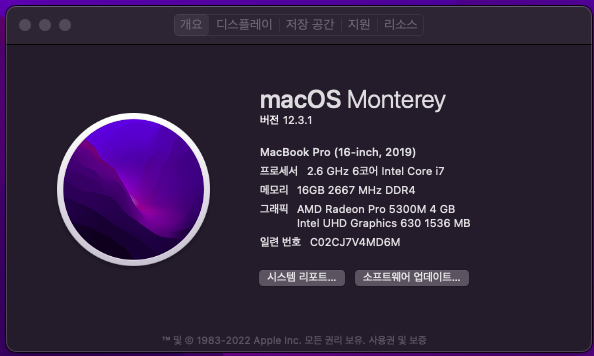 개요 디스플레이 저장 공간 지원 리소스
macOS Monterey
버전 12.3.1
MacBook Pro (16-inch, 2019)
프로세서 2.6 GHz 6코어 Intel Core i7
메모리 16GB 2667 MHz DDR4
그래픽 AMD Radeon Pro 5300M 4 GB
Intel UHD Graphics 630 1536 MB
일련 번호 C02CJ7V4MD6M
시스템 리포트... 소프트웨어 업데이트...
™ 및 © 1983-2022 Apple Inc. 모든 권리 보유. 사용권 및 보증